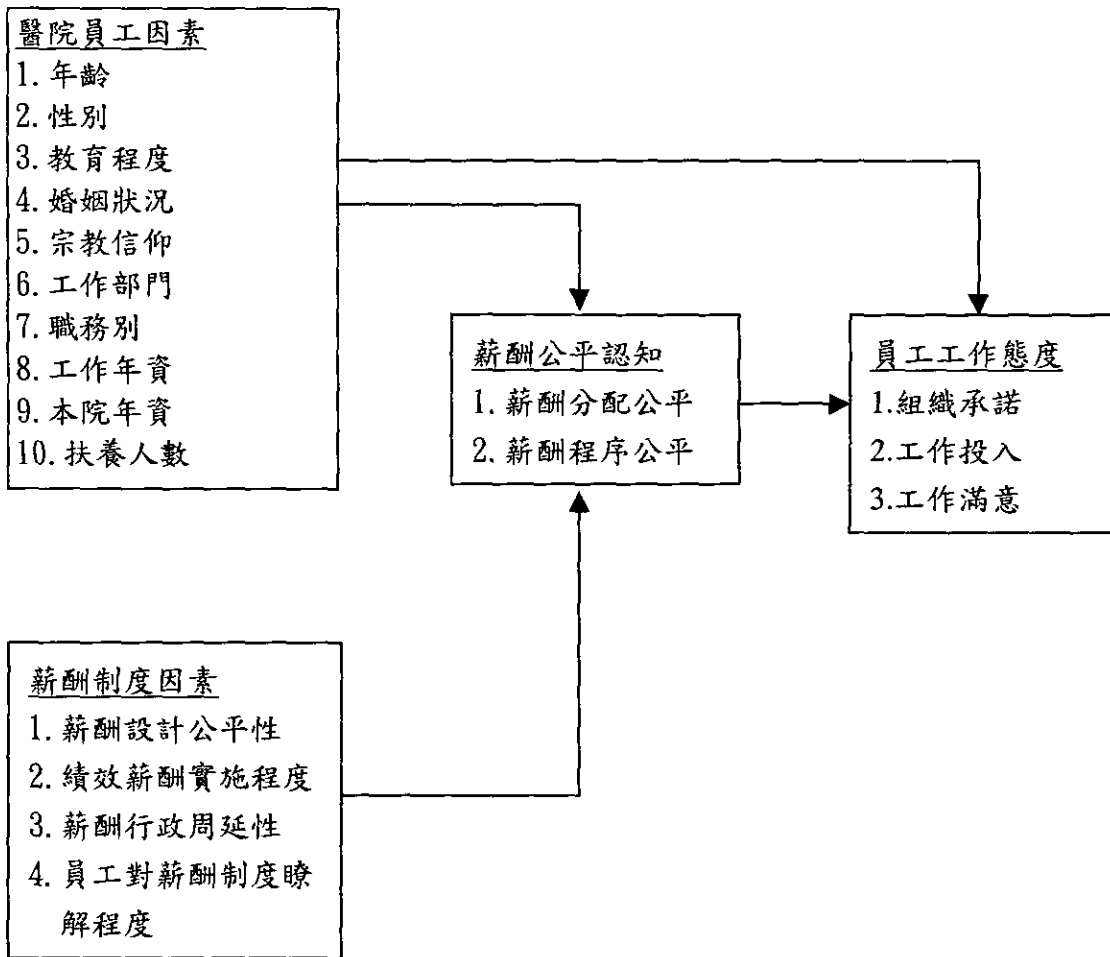 醫院員工因素
1. 年齡
2. 性別
3. 教育程度
4. 婚姻狀況
5. 宗教信仰
6. 工作部門
7. 職務別
8. 工作年資
9. 本院年資
10. 扶養人數
薪酬公平認知
1. 薪酬分配公平
2. 薪酬程序公平
員工工作態度
1.組織承諾
2.工作投入
3.工作滿意
薪酬制度因素
1. 薪酬設計公平性
2. 績效薪酬實施程度
3. 薪酬行政周延性
4. 員工對薪酬制度瞭
解程度